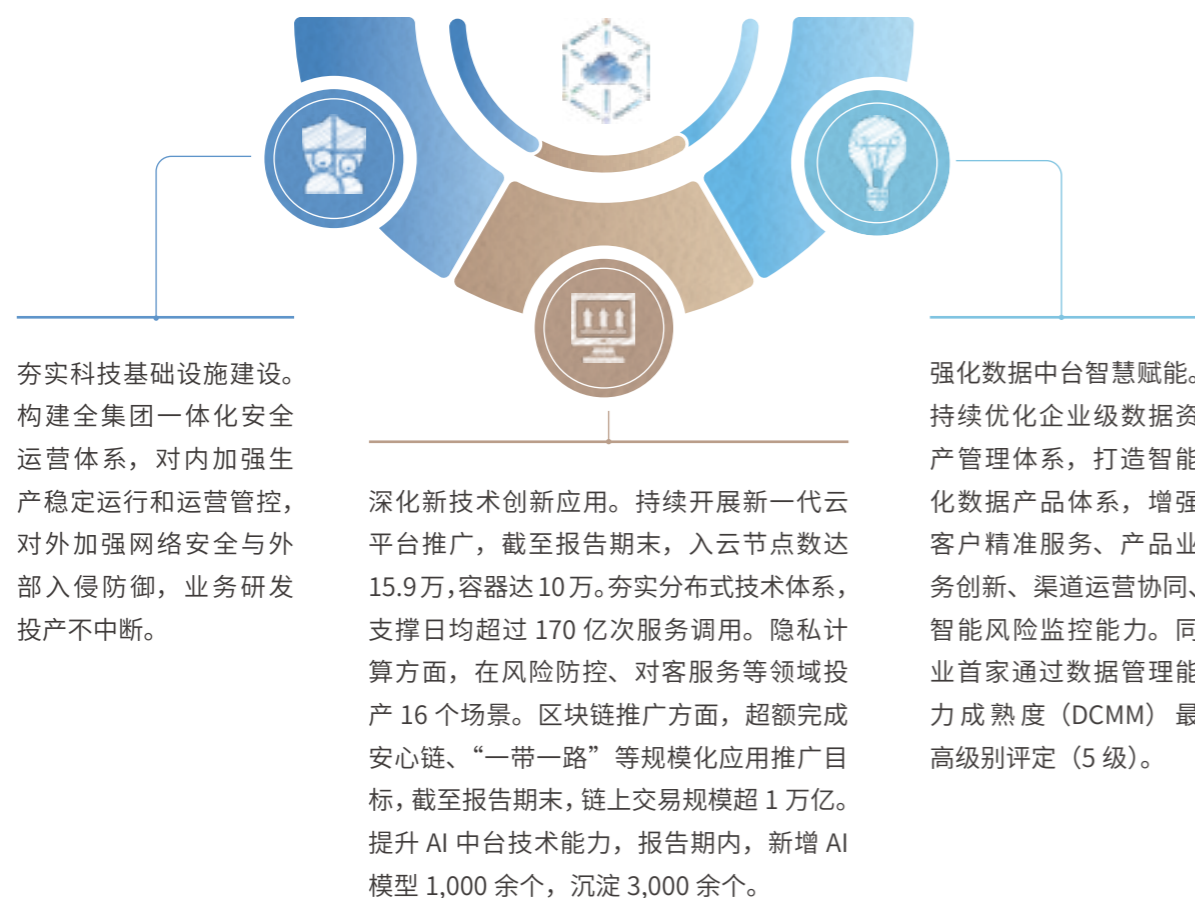 夯实科技基础设施建设。
构建全集团一体化安全
运营体系，对内加强生
产稳定运行和运营管控，
对外加强网络安全与外
部入侵防御，业务研发
投产不中断。
深化新技术创新应用。持续开展新一代云
平台推广，截至报告期末，入云节点数达
15.9万，容器达10万。夯实分布式技术体系，
支撑日均超过 170 亿次服务调用。隐私计
算方面，在风险防控、对客服务等领域投
产 16 个场景。区块链推广方面，超额完成
安心链、“一带一路”等规模化应用推广目
标，截至报告期末，链上交易规模超 1 万亿。
提升 AI 中台技术能力，报告期内，新增 AI
模型 1,000 余个，沉淀 3,000 余个。
强化数据中台智慧赋能。
持续优化企业级数据资
产管理体系，打造智能
化数据产品体系，增强
客户精准服务、产品业
务创新、渠道运营协同、
智能风险监控能力。同
业首家通过数据管理能
力成熟度（DCMM）最
高级别评定（5 级）。